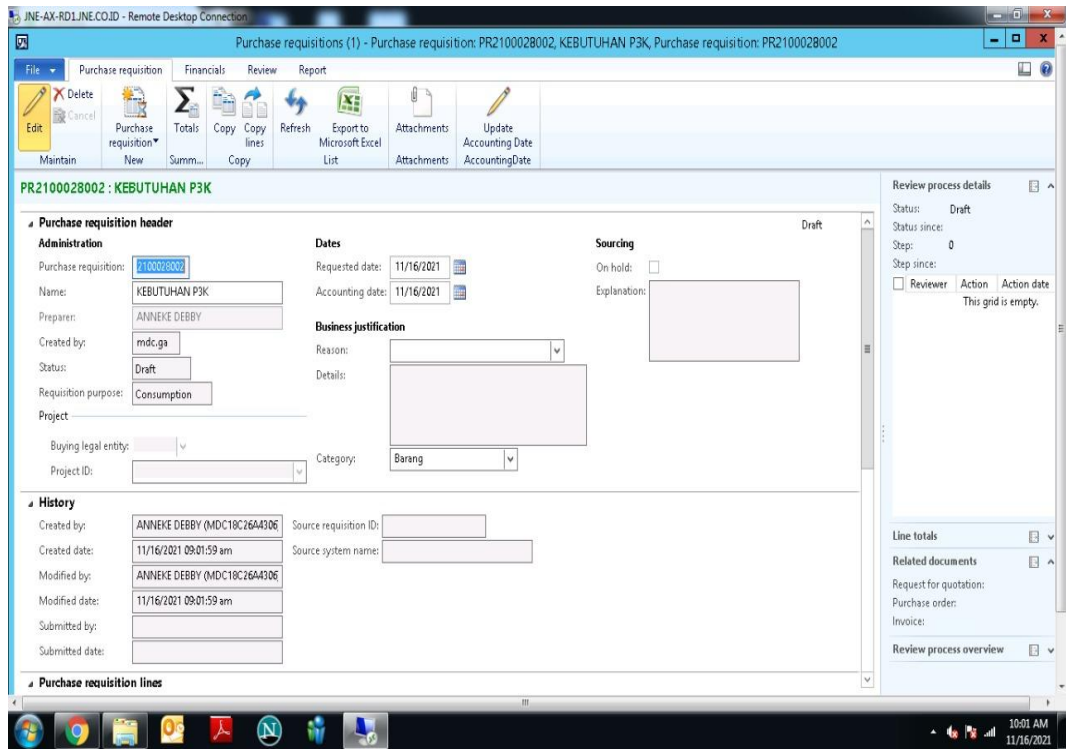 JNE-AX-RD1.JNE.CO.ID - Remote Desktop Connection
Purchase requisitions (1) - Purchase requisition: PR2100028002, KEBUTUHAN P3K, Purchase requisition: PR2100028002
File Purchase requisition Financials Review Report
Edit Delete Cancel Purchase requisition Totals Copy Copy lines Refresh Export to Microsoft Excel Attachments Update Accounting Date
Maintain New Summ... Copy List Attachments AccountingDate
PR2100028002 : KEBUTUHAN P3K
Purchase requisition header Draft
Administration Dates Sourcing
Purchase requisition: 2100028002 Requested date: 11/16/2021 On hold:
Name: KEBUTUHAN P3K Accounting date: 11/16/2021 Explanation:
Preparer: ANNEKE DEBBY
Business justification
Created by: mdc.ga
Reason:
Status: Draft
Details:
Requisition purpose: Consumption
Project
Buying legal entity:
Category: Barang
Project ID:
History
Created by: ANNEKE DEBBY (MDC18C26A4306 Source requisition ID:
Created date: 11/16/2021 09:01:59 am Source system name:
Modified by: ANNEKE DEBBY (MDC18C26A4306
Modified date: 11/16/2021 09:01:59 am
Submitted by:
Submitted date:
Purchase requisition lines
Review process details
Status: Draft
Status since:
Step: 0
Step since:
Reviewer Action Action date
This grid is empty.
Line totals
Related documents
Request for quotation:
Purchase order:
Invoice:
Review process overview
10:01 AM
11/16/2021